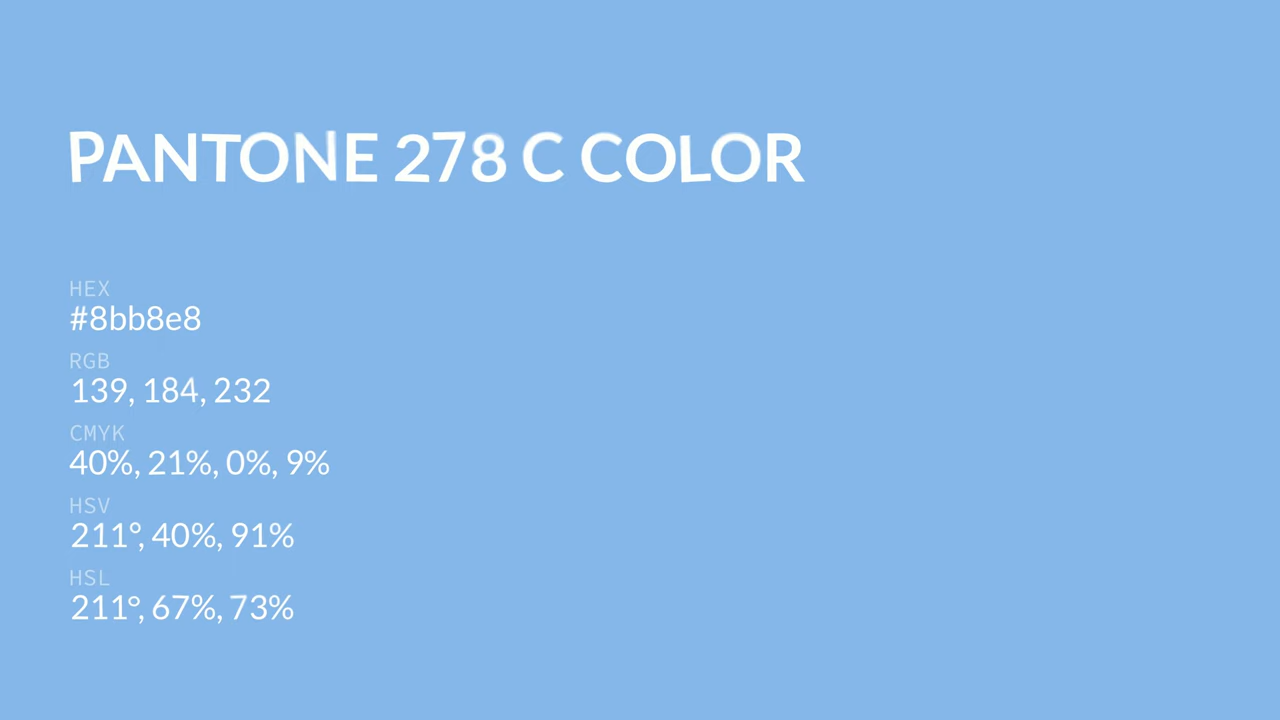 PANTONE 278 C COLOR
HEX
#8bb8e8
RGB
139, 184, 232
CMYK
40%, 21%, 0%, 9%
HSV
211°, 40%, 91%
HSL
211°, 67%, 73%